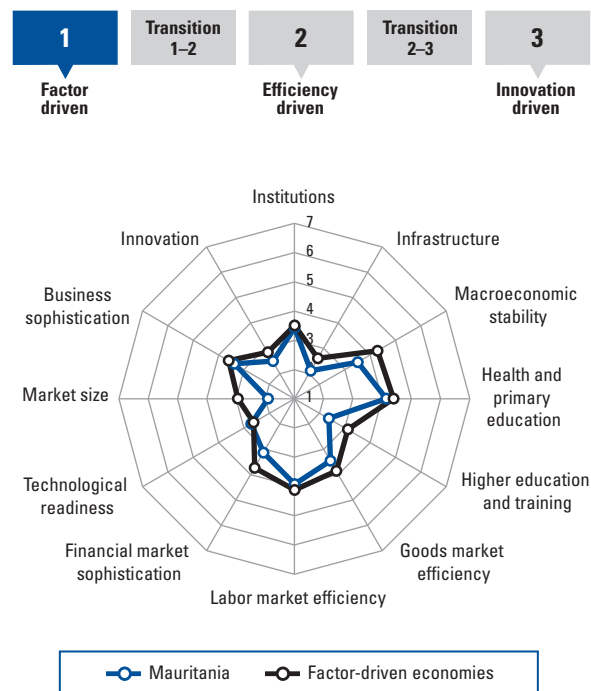 1
Transition
1–2
2
Transition
2–3
3
Factor
driven
Efficiency
driven
Innovation
driven
Institutions
7
Innovation
Infrastructure
6
5
Business
sophistication
Macroeconomic
stability
4
3
Market size
1
Health and
primary
education
Technological
readiness
Higher education
and training
Financial market
sophistication
Goods market
efficiency
Labor market efficiency
Mauritania
Factor-driven economies